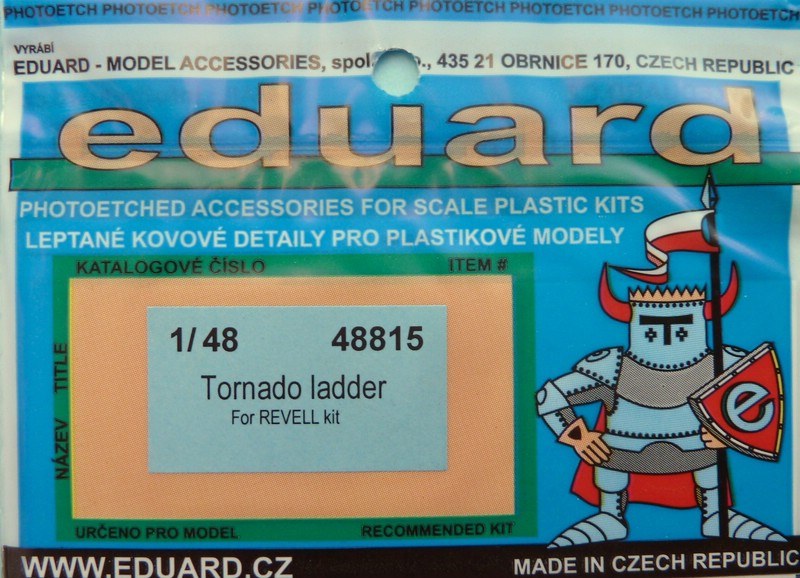 PHOTOETCH PHOTOETCH PHOTOETCH PHOTOETCH PHOTOETCH PHOTOETCH PHOTOETCH PHOTOETCH
VYRÁBÍ
EDUARD - MODEL ACCESSORIES, spol. , 435 21 OBRNICE 170, CZECH REPUBLIC
eduard
PHOTOETCHED ACCESSORIES FOR SCALE PLASTIC KITS
LEPTANÉ KOVOVÉ DETAILY PRO PLASTIKOVÉ MODELY
KATALOGOVÉ ČÍSLO ITEM #
1/48 48815
Tornado ladder
For REVELL kit
NÁZEV TITLE
e
URČENO PRO MODEL RECOMMENDED KIT
WWW.EDUARD.CZ MADE IN CZECH REPUBLIC